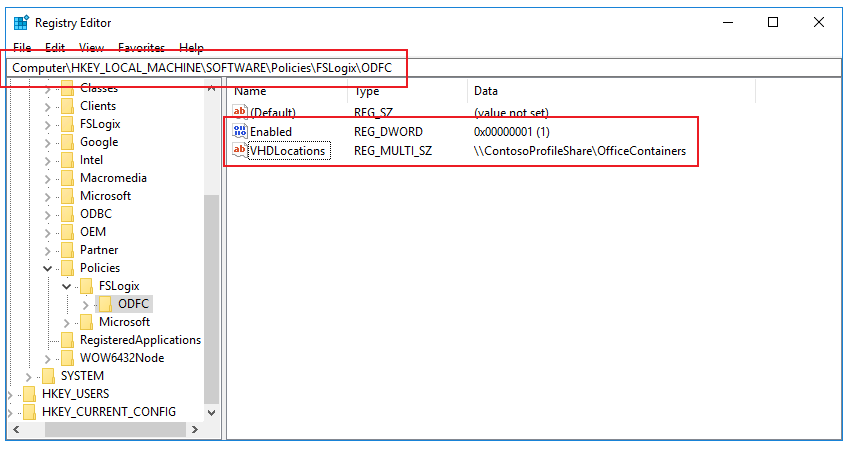 Registry Editor
File Edit View Favorites Help
Computer\HKEY_LOCAL_MACHINE\SOFTWARE\Policies\FSLogix\ODFC
Classes
Clients
FSLogix
Google
Intel
Macromedia
Microsoft
ODBC
OEM
Partner
Policies
FSLogix
ODFC
Microsoft
RegisteredApplications
WOW6432Node
SYSTEM
HKEY_USERS
HKEY_CURRENT_CONFIG
Name Type Data
(Default) REG_SZ (value not set)
Enabled REG_DWORD 0x00000001 (1)
VHDLocations REG_MULTI_SZ \\ContosoProfileShare\OfficeContainers